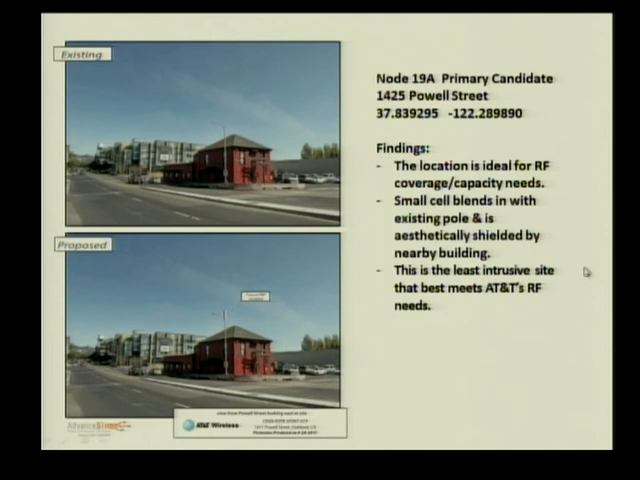 Existing
Node 19A Primary Candidate
1425 Powell Street
37.839295 -122.289890
Findings:
- The location is ideal for RF
coverage/capacity needs.
- Small cell blends in with
existing pole & is
aesthetically shielded by
nearby building.
- This is the least intrusive site
that best meets AT&T's RF
needs.
Proposed
AT&T Wireless